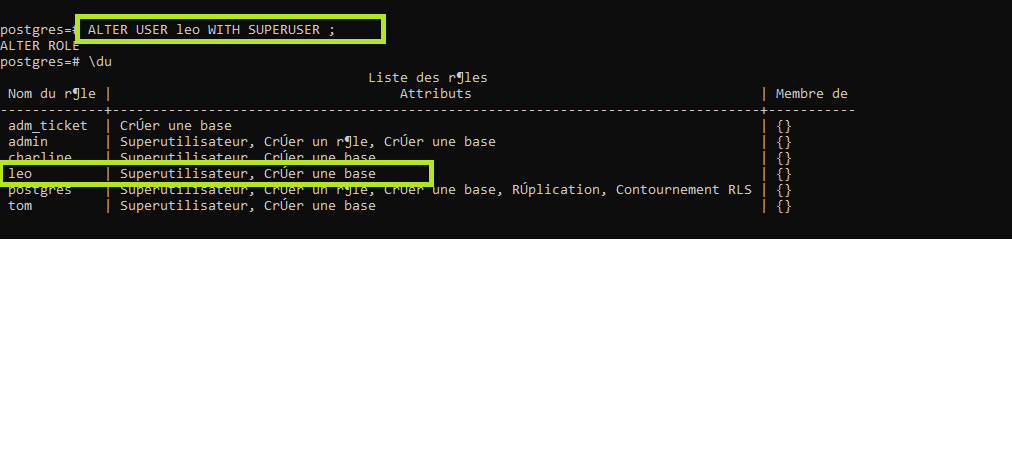 postgres=# ALTER USER leo WITH SUPERUSER ;
ALTER ROLE
postgres=# \du
Liste des r¶les
Nom du r¶le | Attributs | Membre de
-------------+---------------------------------------------------------------------------------+-----------
adm_ticket | CrÚer une base | {}
admin | Superutilisateur, CrÚer un r¶le, CrÚer une base | {}
charline | Superutilisateur, CrÚer une base | {}
leo | Superutilisateur, CrÚer une base | {}
postgres | Superutilisateur, CrÚer un r¶le, CrÚer une base, RÚplication, Contournement RLS | {}
tom | Superutilisateur, CrÚer une base | {}